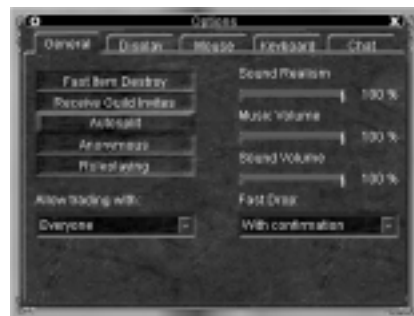 Options
General Display Mouse Keyboard Chat
Fast Item Destroy
Receive Guild Invites
Autosplit
Anonymous
Roleplaying
Allow trading with:
Everyone
Sound Realism
100 %
Music Volume
100 %
Sound Volume
100 %
Fast Drop:
With confirmation